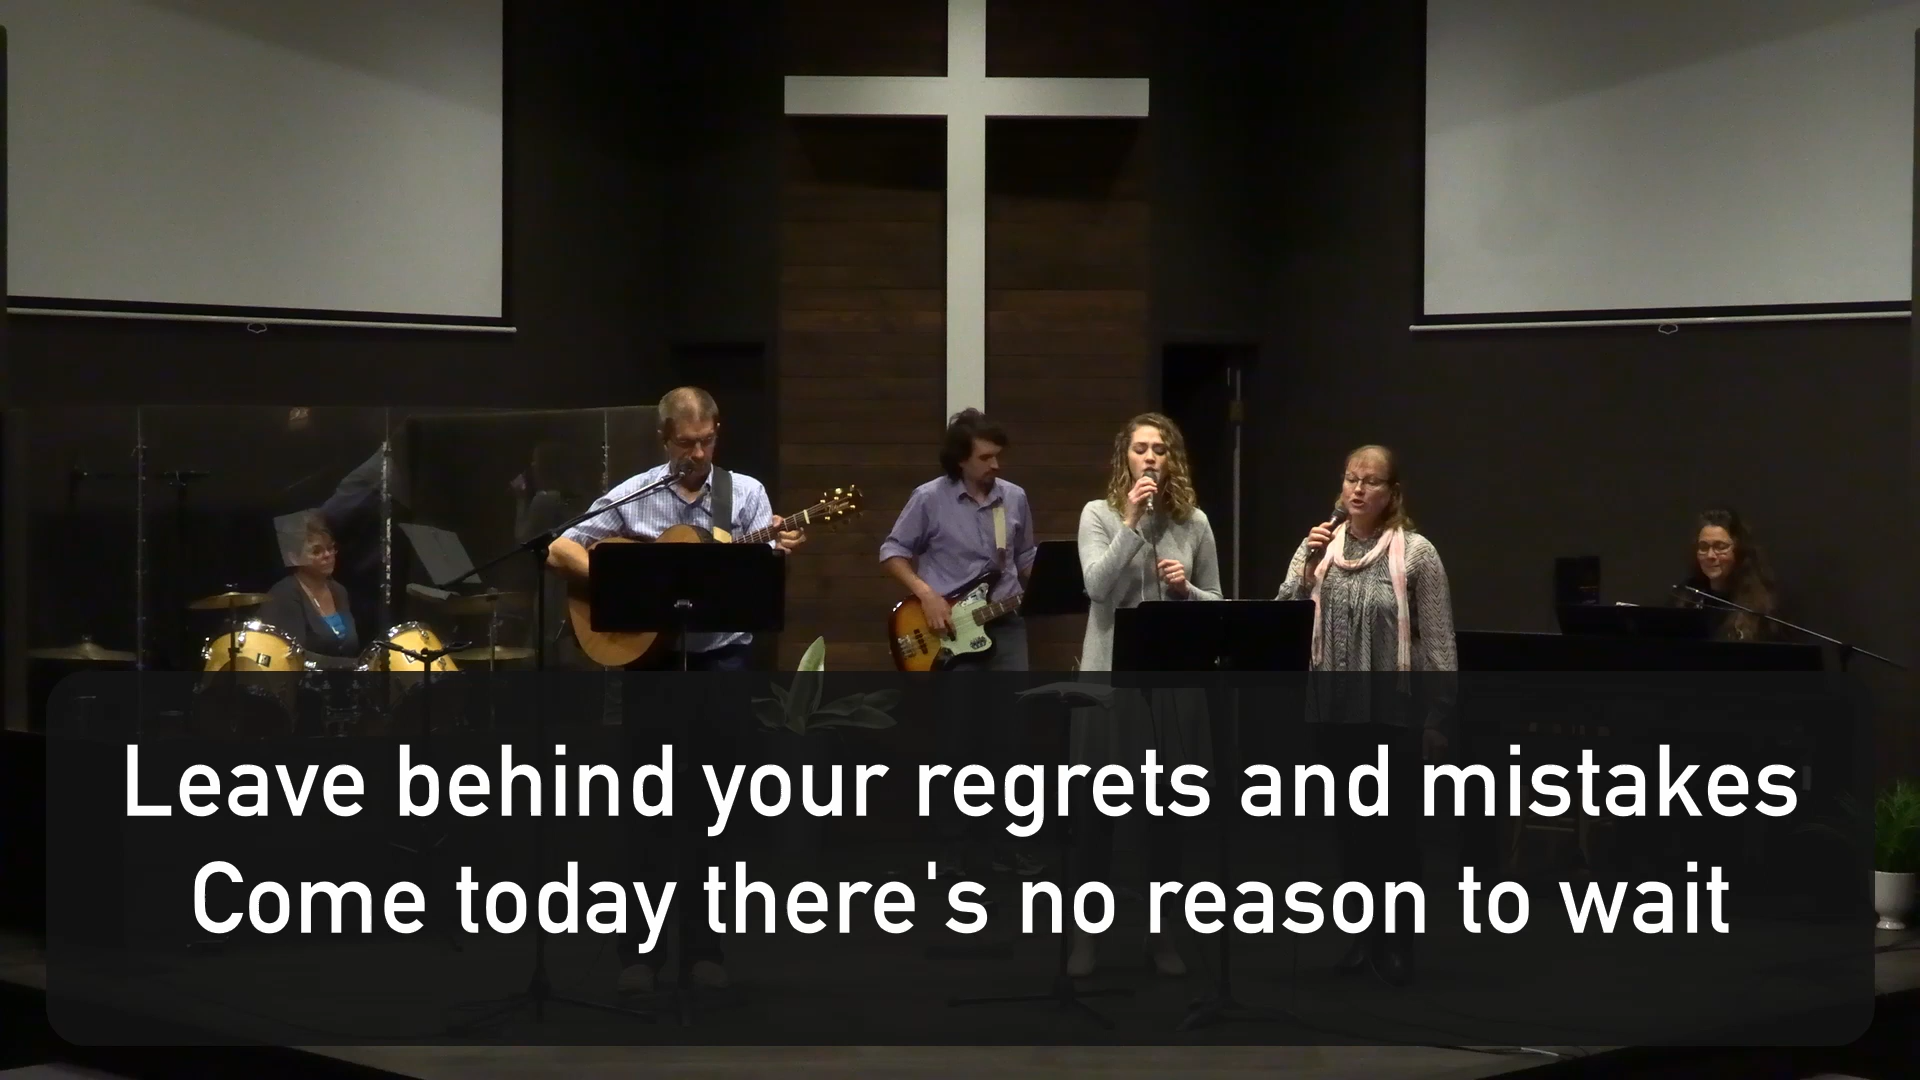 Leave behind your regrets and mistakes
Come today there's no reason to wait